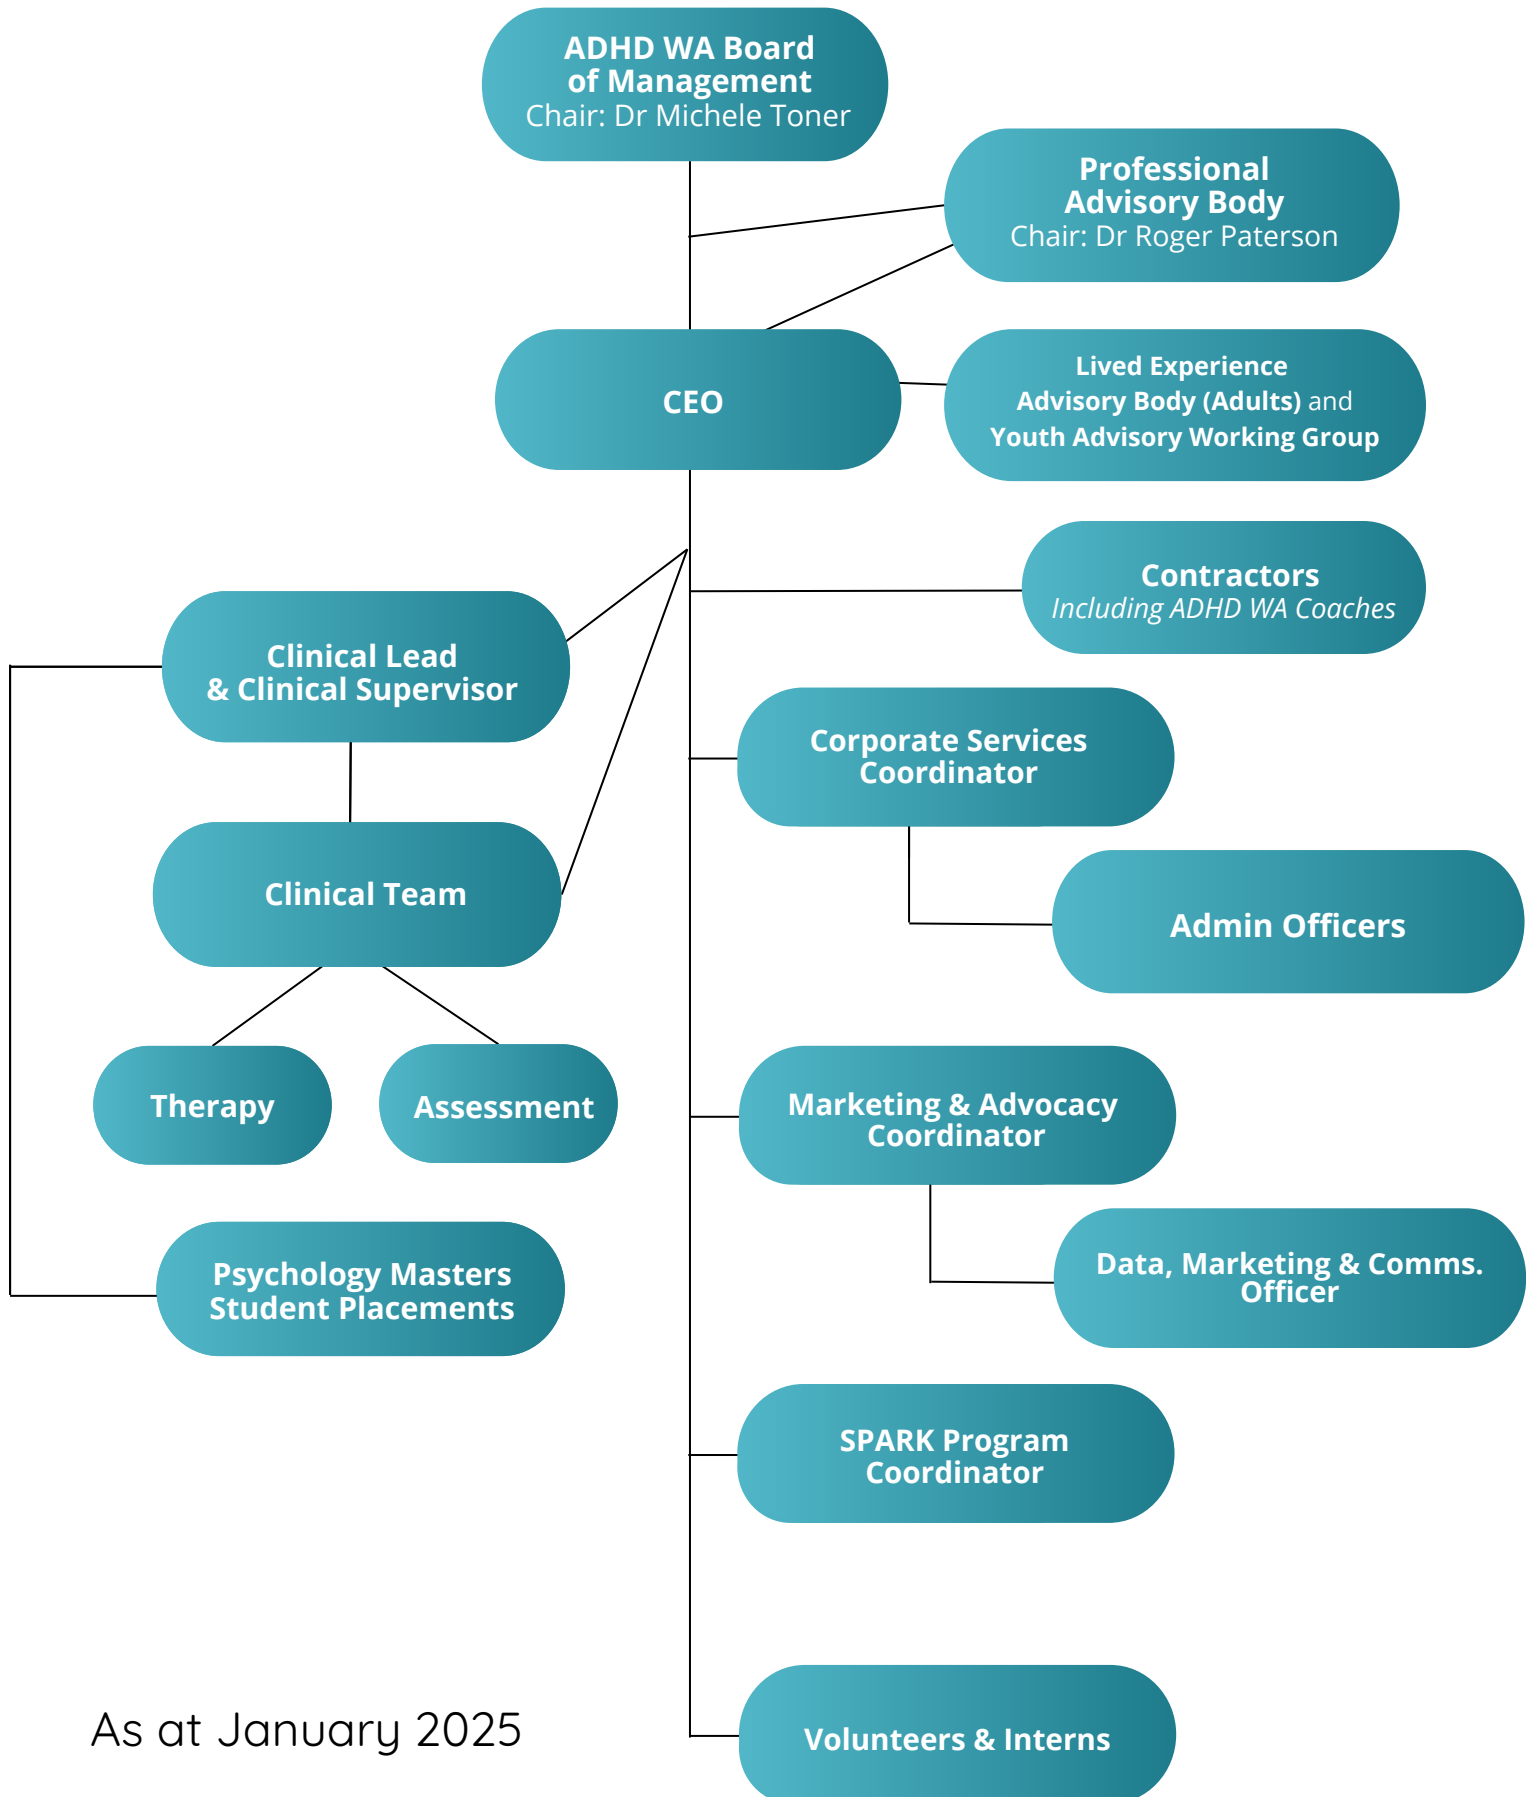 ADHD WA Board
of Management
Chair: Dr Michele Toner
Professional
Advisory Body
Chair: Dr Roger Paterson
CEO
Lived Experience
Advisory Body (Adults) and
Youth Advisory Working Group
Contractors
Including ADHD WA Coaches
Clinical Lead
& Clinical Supervisor
Corporate Services
Coordinator
Clinical Team
Admin Officers
Therapy
Assessment
Marketing & Advocacy
Coordinator
Psychology Masters
Student Placements
Data, Marketing & Comms.
Officer
SPARK Program
Coordinator
As at January 2025
Volunteers & Interns